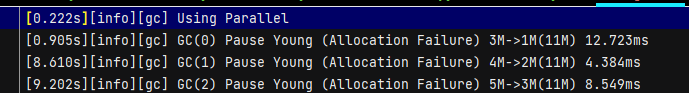 [0.222s][info][gc] Using Parallel
[0.905s][info][gc] GC(0) Pause Young (Allocation Failure) 3M->1M(11M) 12.723ms
[8.610s][info][gc] GC(1) Pause Young (Allocation Failure) 4M->2M(11M) 4.384ms
[9.202s][info][gc] GC(2) Pause Young (Allocation Failure) 5M->3M(11M) 8.549ms